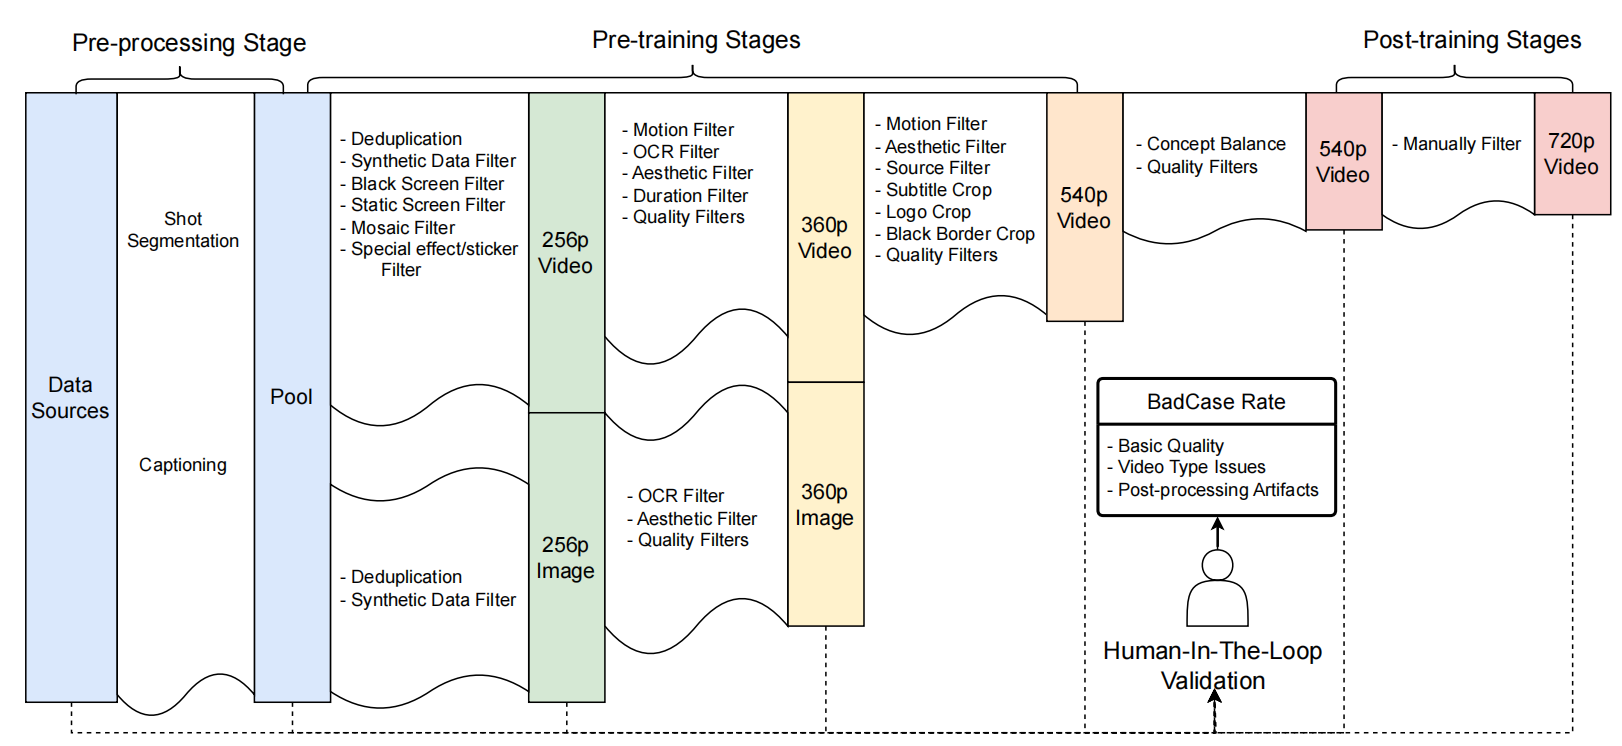 Pre-processing Stage
Pre-training Stages
Post-training Stages
Data
Sources
Shot
Segmentation
Captioning
Pool
- Deduplication
- Synthetic Data Filter
- Black Screen Filter
- Static Screen Filter
- Mosaic Filter
- Special effect/sticker
Filter
- Deduplication
- Synthetic Data Filter
256p
Video
256p
Image
- Motion Filter
- OCR Filter
- Aesthetic Filter
- Duration Filter
- Quality Filters
- OCR Filter
- Aesthetic Filter
- Quality Filters
360p
Video
360p
Image
- Motion Filter
- Aesthetic Filter
- Source Filter
- Subtitle Crop
- Logo Crop
- Black Border Crop
- Quality Filters
540p
Video
- Concept Balance
- Quality Filters
540p
Video
- Manually Filter
720p
Video
BadCase Rate
- Basic Quality
- Video Type Issues
- Post-processing Artifacts
Human-In-The-Loop
Validation